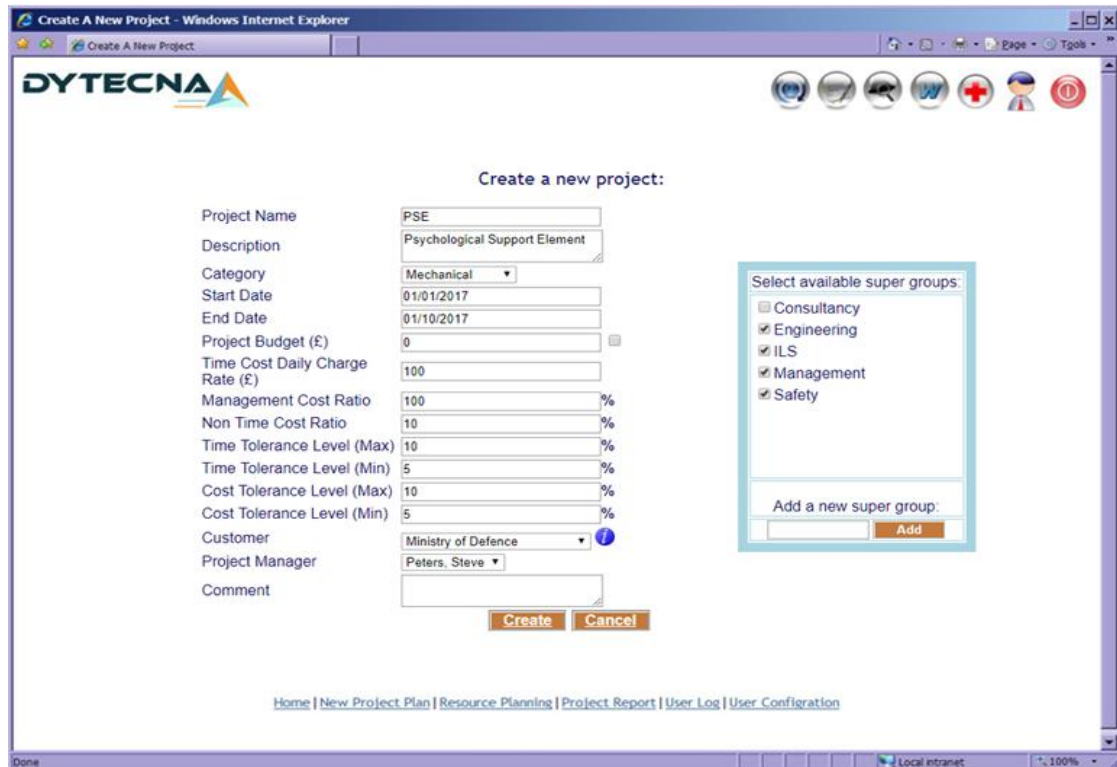 Create A New Project - Windows Internet Explorer
Create A New Project
Page
Tools
DYTECNA
W
Create a new project:
Project Name PSE
Description Psychological Support Element
Category Mechanical
Start Date 01/01/2017
End Date 01/10/2017
Project Budget (£) 0
Time Cost Daily Charge
Rate (£) 100
Management Cost Ratio 100 %
Non Time Cost Ratio 10 %
Time Tolerance Level (Max) 10 %
Time Tolerance Level (Min) 5 %
Cost Tolerance Level (Max) 10 %
Cost Tolerance Level (Min) 5 %
Customer Ministry of Defence i
Project Manager Peters, Steve
Comment
Create Cancel
Select available super groups:
Consultancy
Engineering
ILS
Management
Safety
Add a new super group:
Add
Home | New Project Plan | Resource Planning | Project Report | User Log | User Configration
Done Local intranet 100%